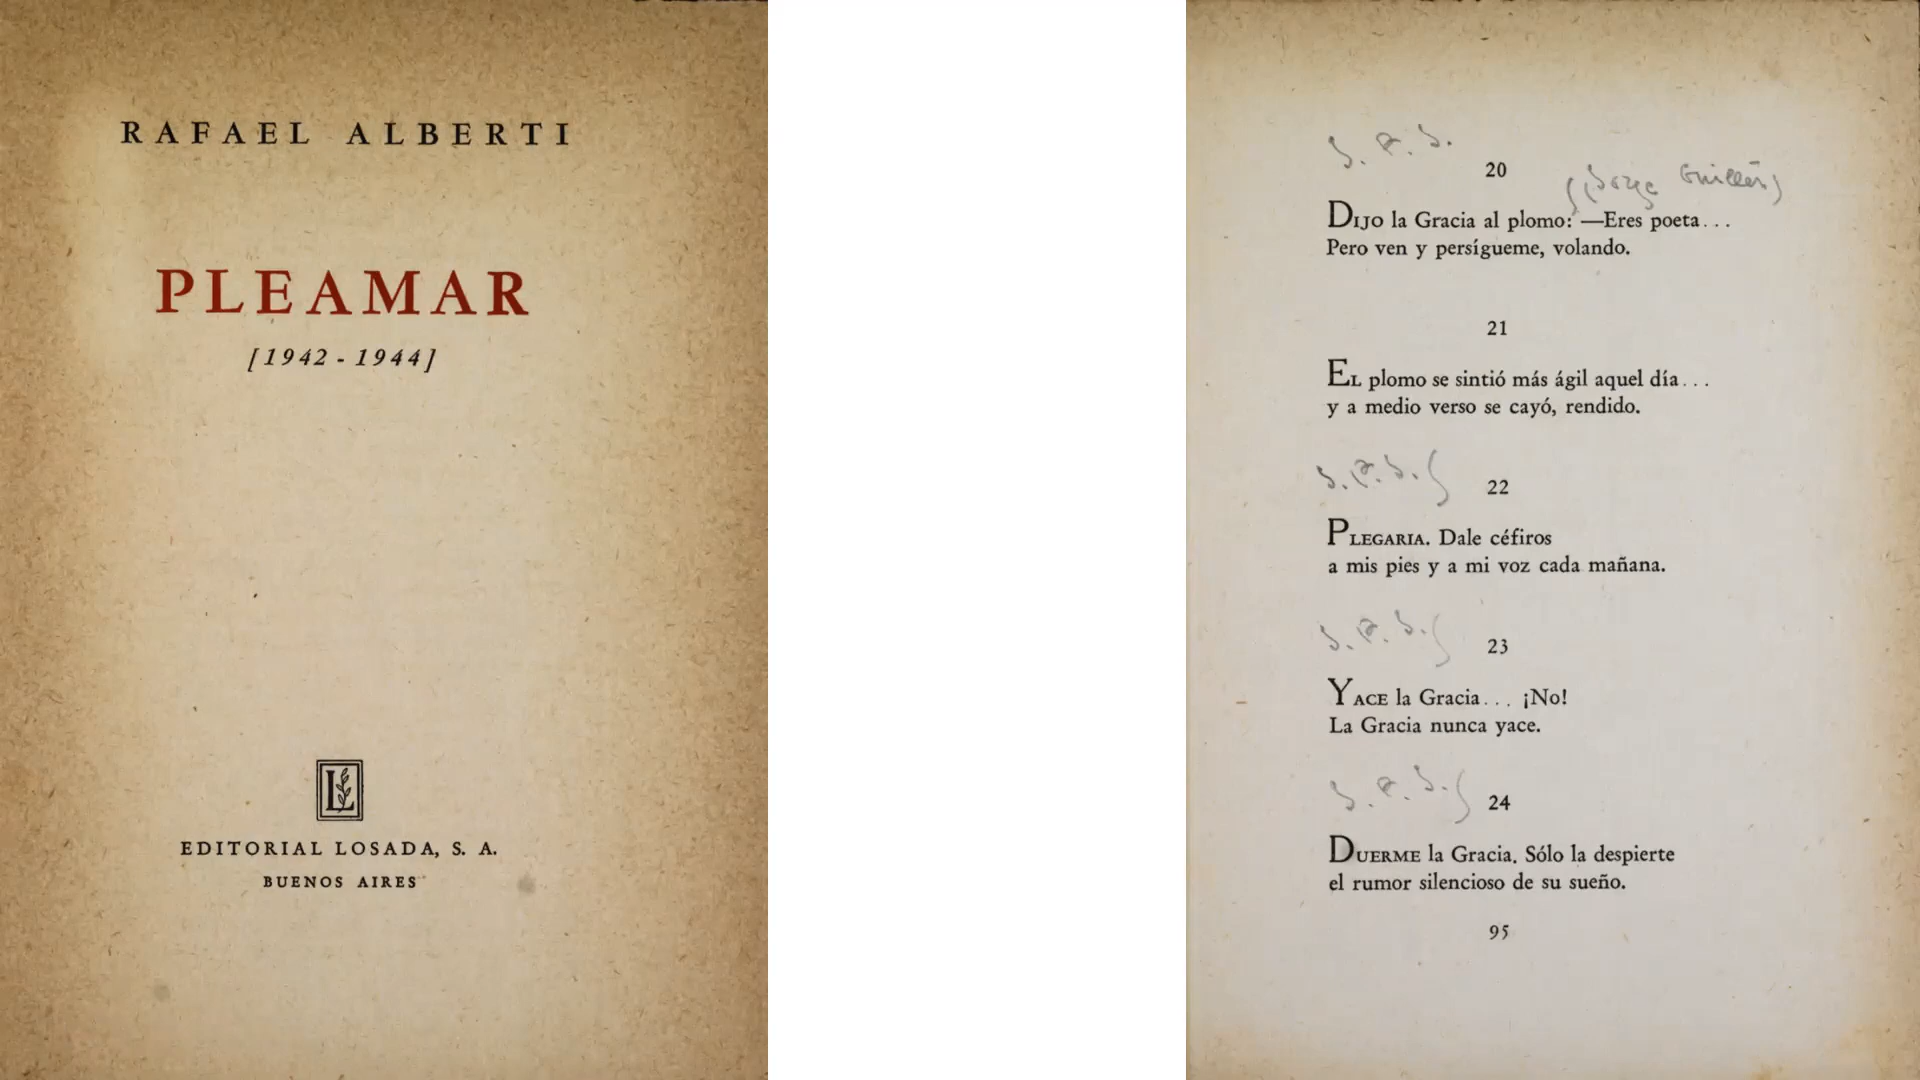 RAFAEL ALBERTI
PLEAMAR
[1942 - 1944]
EDITORIAL LOSADA, S. A.
BUENOS AIRES
20
(Jorge Guillén)
DIJO la Gracia al plomo: —Eres poeta...
Pero ven y persígueme, volando.
21
EL plomo se sintió más ágil aquel día...
y a medio verso se cayó, rendido.
22
PLEGARIA. Dale céfiros
a mis pies y a mi voz cada mañana.
23
YACE la Gracia... ¡No!
La Gracia nunca yace.
24
DUERME la Gracia. Sólo la despierte
el rumor silencioso de su sueño.
95